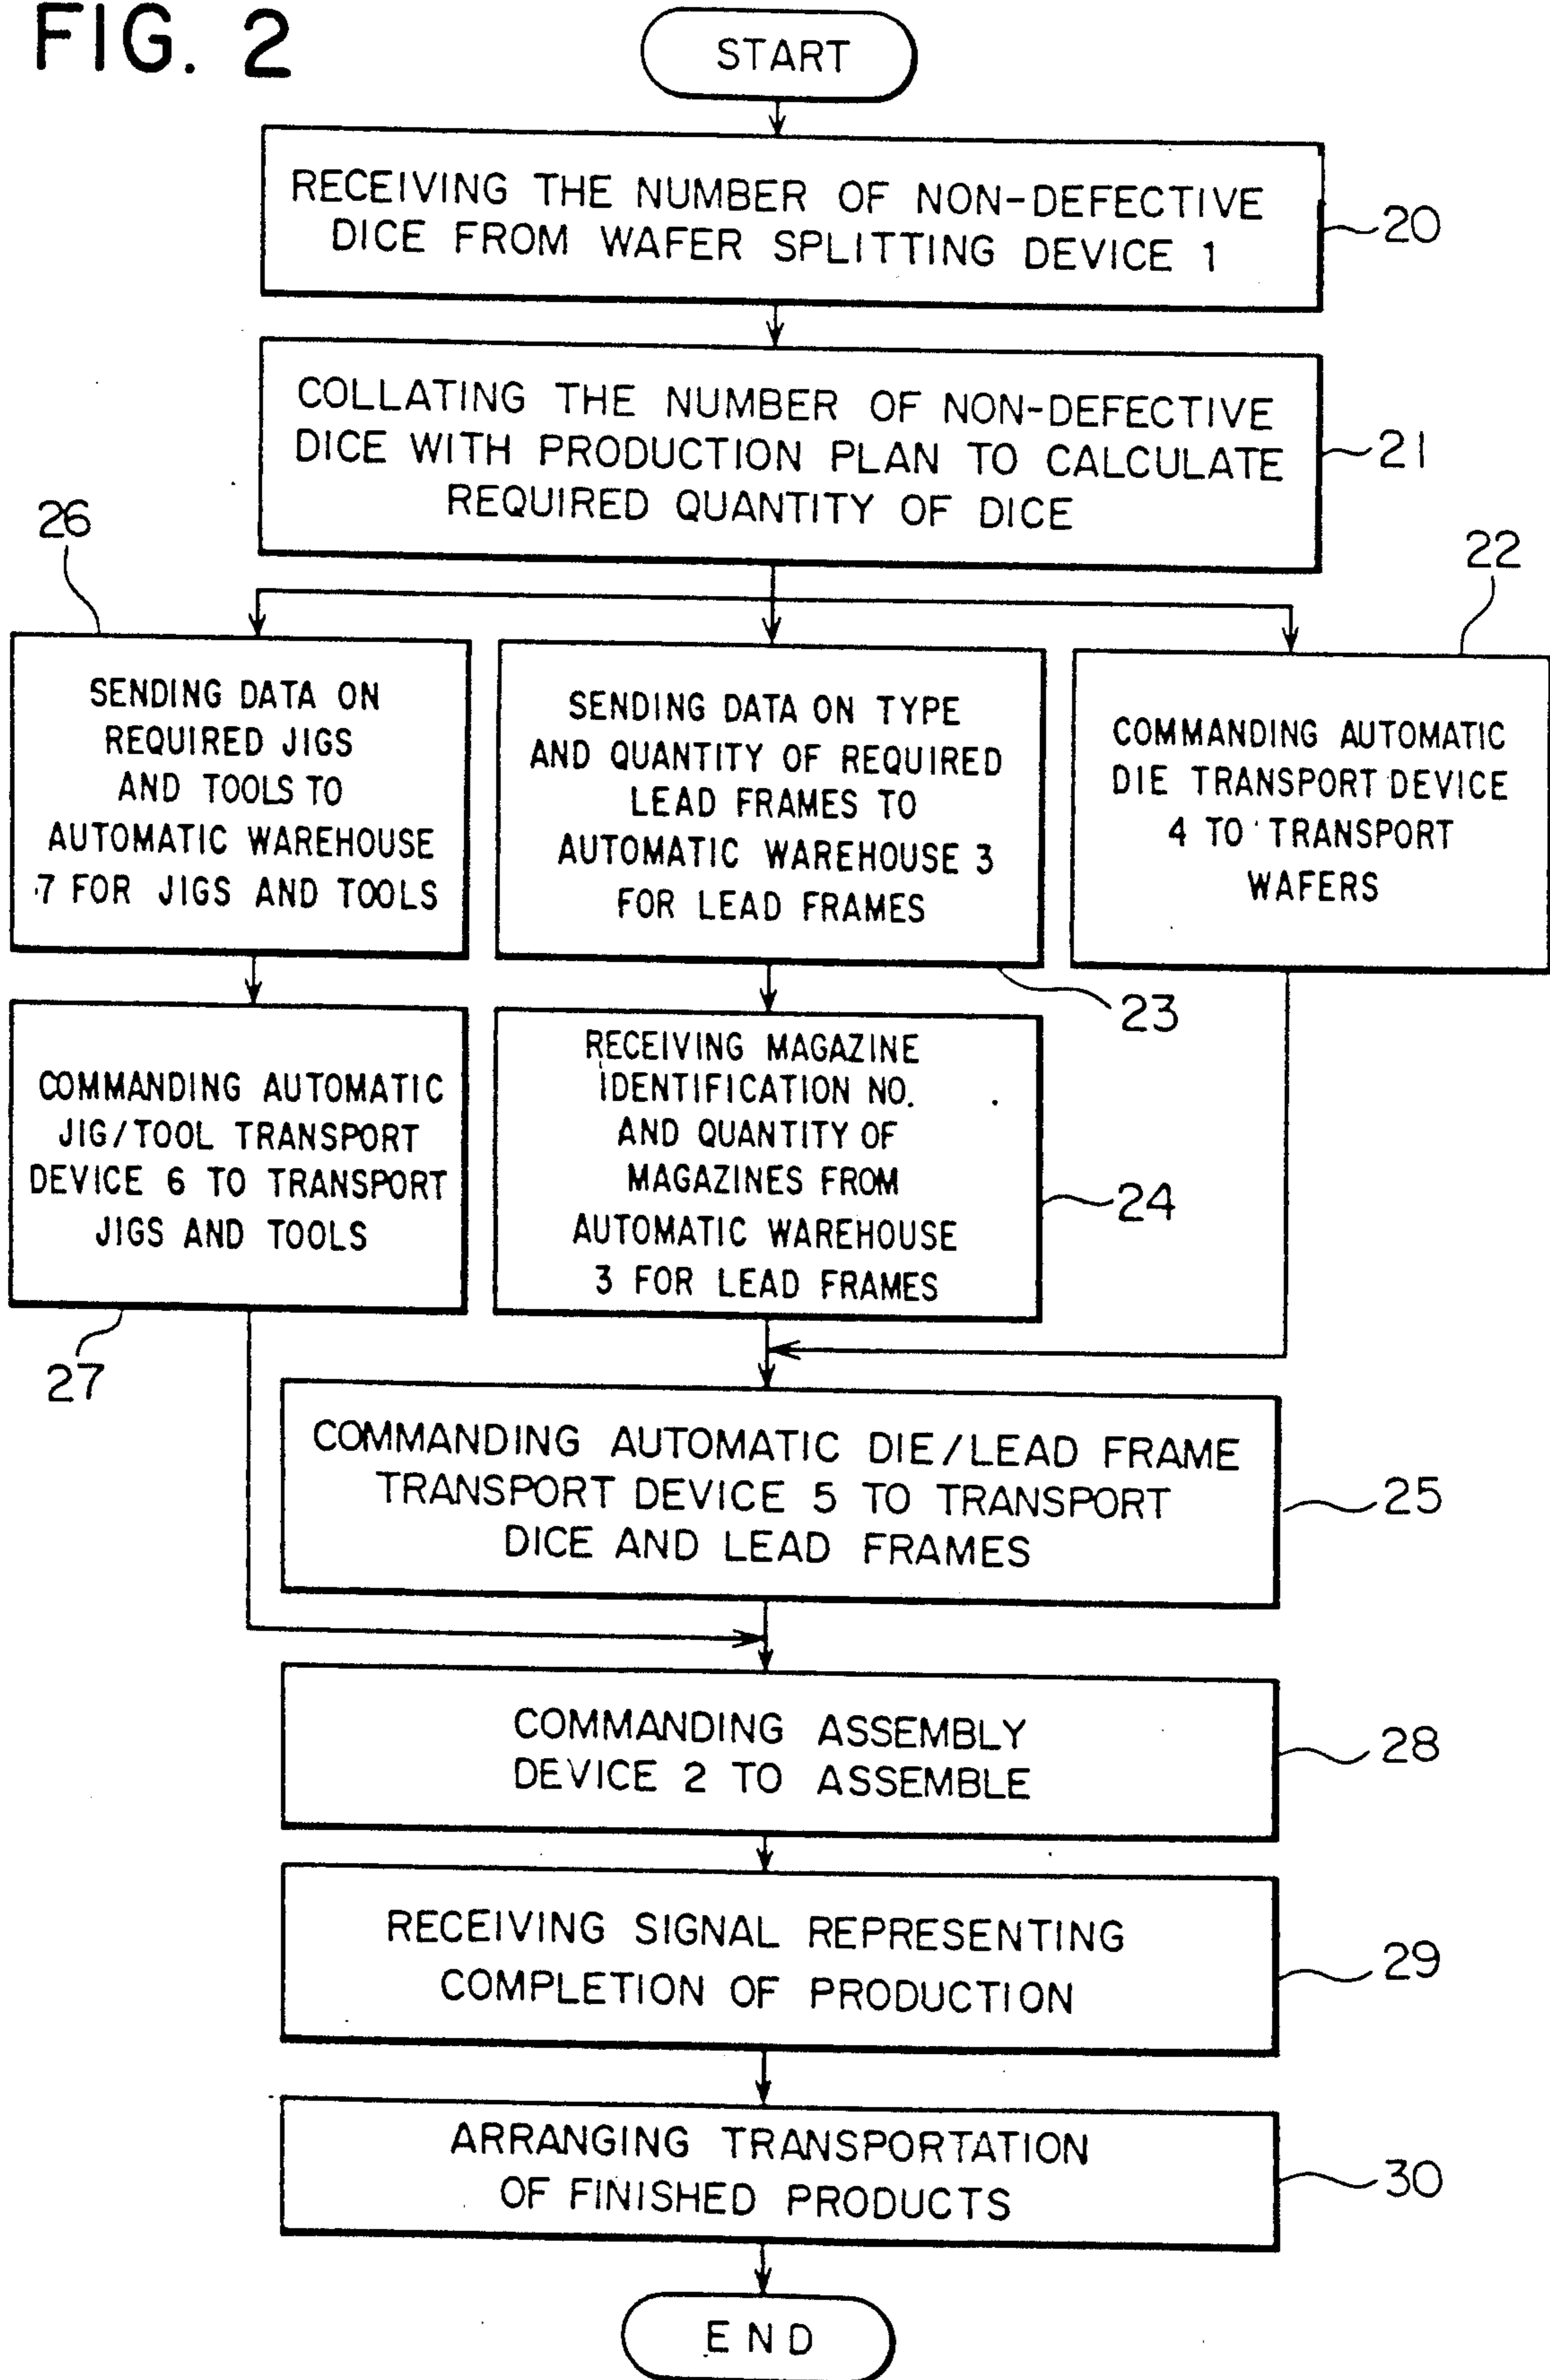 FIG. 2
START
RECEIVING THE NUMBER OF NON-DEFECTIVE
DICE FROM WAFER SPLITTING DEVICE 1
20
COLLATING THE NUMBER OF NON-DEFECTIVE
DICE WITH PRODUCTION PLAN TO CALCULATE
REQUIRED QUANTITY OF DICE
21
26
SENDING DATA ON
REQUIRED JIGS
AND TOOLS TO
AUTOMATIC WAREHOUSE
7 FOR JIGS AND TOOLS
SENDING DATA ON TYPE
AND QUANTITY OF REQUIRED
LEAD FRAMES TO
AUTOMATIC WAREHOUSE 3
FOR LEAD FRAMES
23
22
COMMANDING AUTOMATIC
DIE TRANSPORT DEVICE
4 TO TRANSPORT
WAFERS
COMMANDING AUTOMATIC
JIG/TOOL TRANSPORT
DEVICE 6 TO TRANSPORT
JIGS AND TOOLS
27
RECEIVING MAGAZINE
IDENTIFICATION NO.
AND QUANTITY OF
MAGAZINES FROM
AUTOMATIC WAREHOUSE
3 FOR LEAD FRAMES
24
COMMANDING AUTOMATIC DIE/LEAD FRAME
TRANSPORT DEVICE 5 TO TRANSPORT
DICE AND LEAD FRAMES
25
COMMANDING ASSEMBLY
DEVICE 2 TO ASSEMBLE
28
RECEIVING SIGNAL REPRESENTING
COMPLETION OF PRODUCTION
29
ARRANGING TRANSPORTATION
OF FINISHED PRODUCTS
30
END